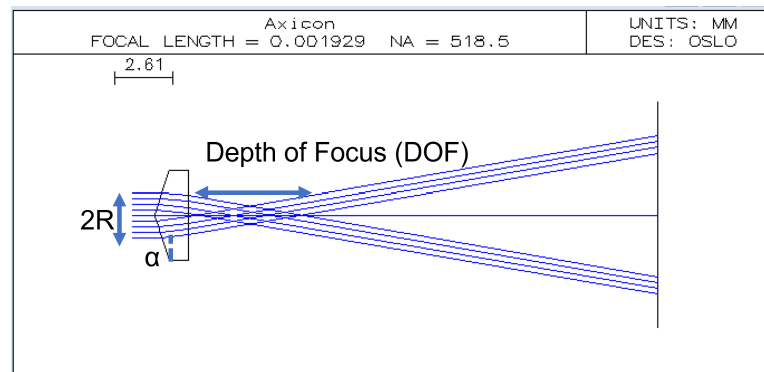 Axicon
FOCAL LENGTH = 0.001929 NA = 518.5
UNITS: MM
DES: OSLO
2.61
Depth of Focus (DOF)
2R
α